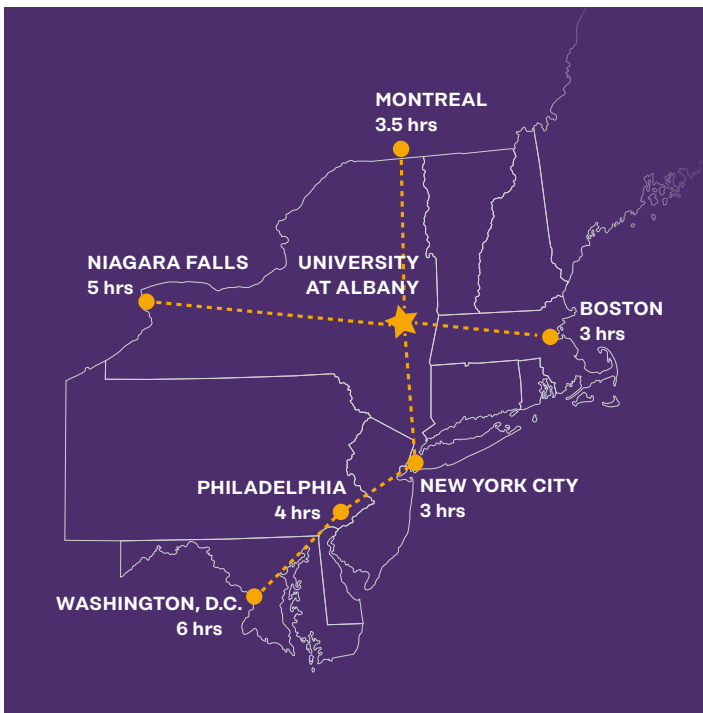 MONTREAL
3.5 hrs
NIAGARA FALLS
5 hrs
UNIVERSITY
AT ALBANY
BOSTON
3 hrs
NEW YORK CITY
3 hrs
PHILADELPHIA
4 hrs
WASHINGTON, D.C.
6 hrs